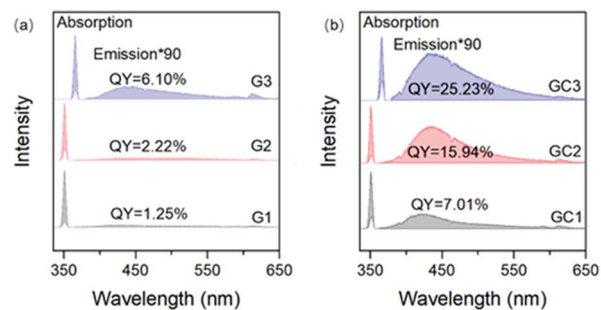 (a)
Absorption
Emission*90
QY=6.10%
G3
QY=2.22%
G2
QY=1.25%
G1
Intensity
350
450
550
650
Wavelength (nm)
(b)
Absorption
Emission*90
QY=25.23%
GC3
QY=15.94%
GC2
QY=7.01%
GC1
Intensity
350
450
550
650
Wavelength (nm)